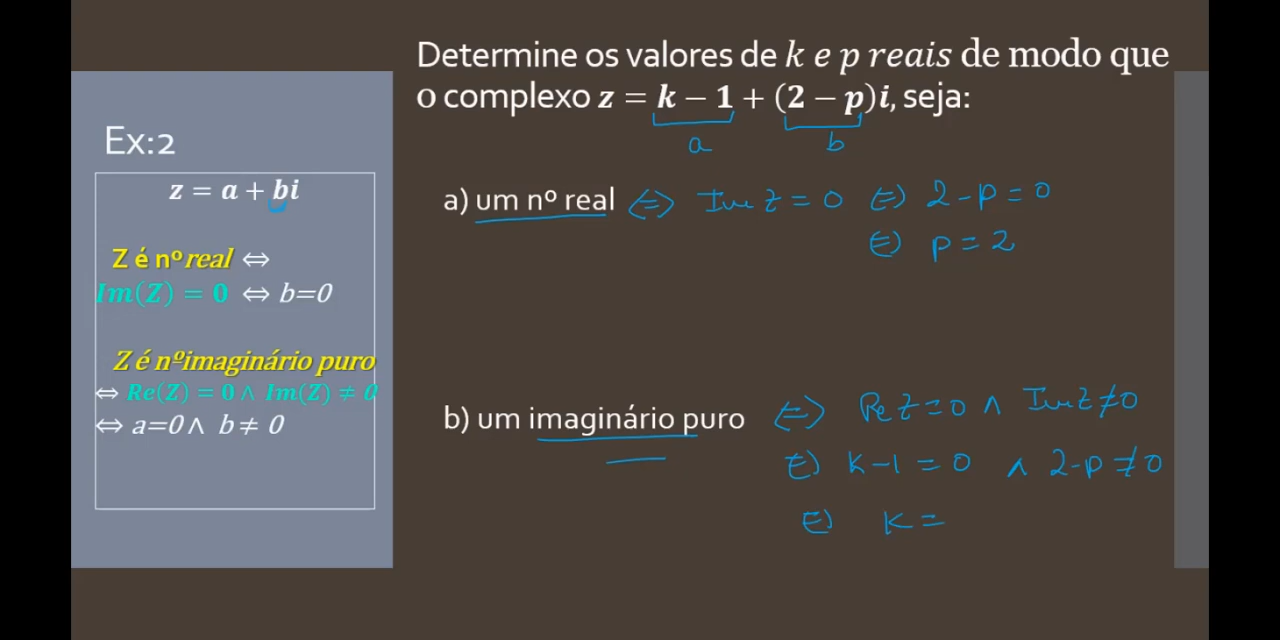 Determine os valores de k e p reais de modo que
o complexo z = k − 1 + (2 − p)i, seja:
a b
Ex:2
z = a + bi
Z é nº real ⇔
Im(Z) = 0 ⇔ b=0
Z é nºimaginário puro
⇔ Re(Z) = 0 ∧ Im(Z) ≠ 0
⇔ a=0 ∧ b ≠ 0
a) um nº real ⇔ Im Z = 0 ⇔ 2-p = 0
⇔ p = 2
b) um imaginário puro ⇔ Re Z = 0 ∧ Im Z ≠ 0
⇔ k-1 = 0 ∧ 2-p ≠ 0
⇔ k =